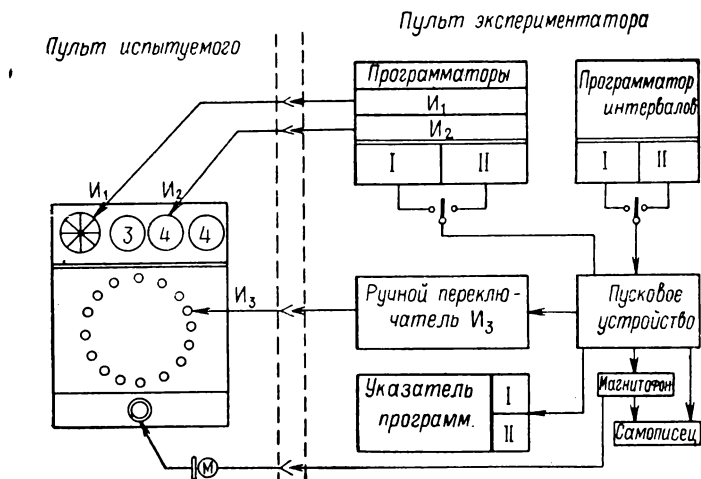 Пульт испытуемого
Пульт экспериментатора
Программаторы
И₁
И₂
I II
Программатор интервалов
I II
И₁ И₂
3 4 4
И₃
Ручной переклю-
чатель И₃
Пусковое
устройство
Указатель
программ.
I
II
Магнитофон
Самописец
М